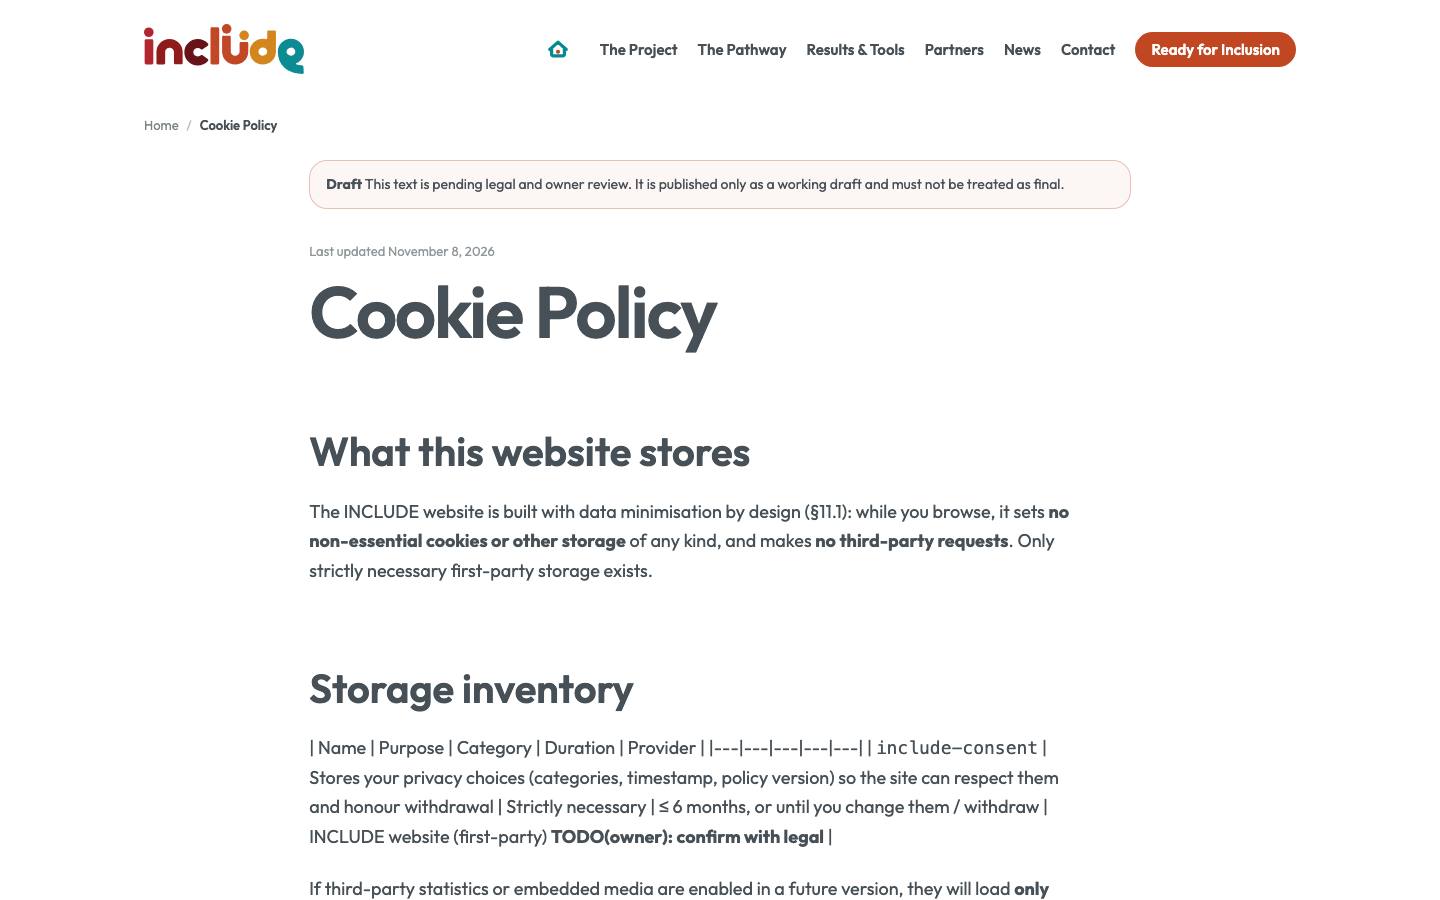 include
The Project The Pathway Results & Tools Partners News Contact Ready for Inclusion
Home / Cookie Policy
Draft This text is pending legal and owner review. It is published only as a working draft and must not be treated as final.
Last updated November 8, 2026
Cookie Policy
What this website stores
The INCLUDE website is built with data minimisation by design (§11.1): while you browse, it sets no
non-essential cookies or other storage of any kind, and makes no third-party requests. Only
strictly necessary first-party storage exists.
Storage inventory
| Name | Purpose | Category | Duration | Provider | |---|---|---|---|---| | include-consent |
Stores your privacy choices (categories, timestamp, policy version) so the site can respect them
and honour withdrawal | Strictly necessary | ≤ 6 months, or until you change them / withdraw |
INCLUDE website (first-party) TODO(owner): confirm with legal |
If third-party statistics or embedded media are enabled in a future version, they will load only